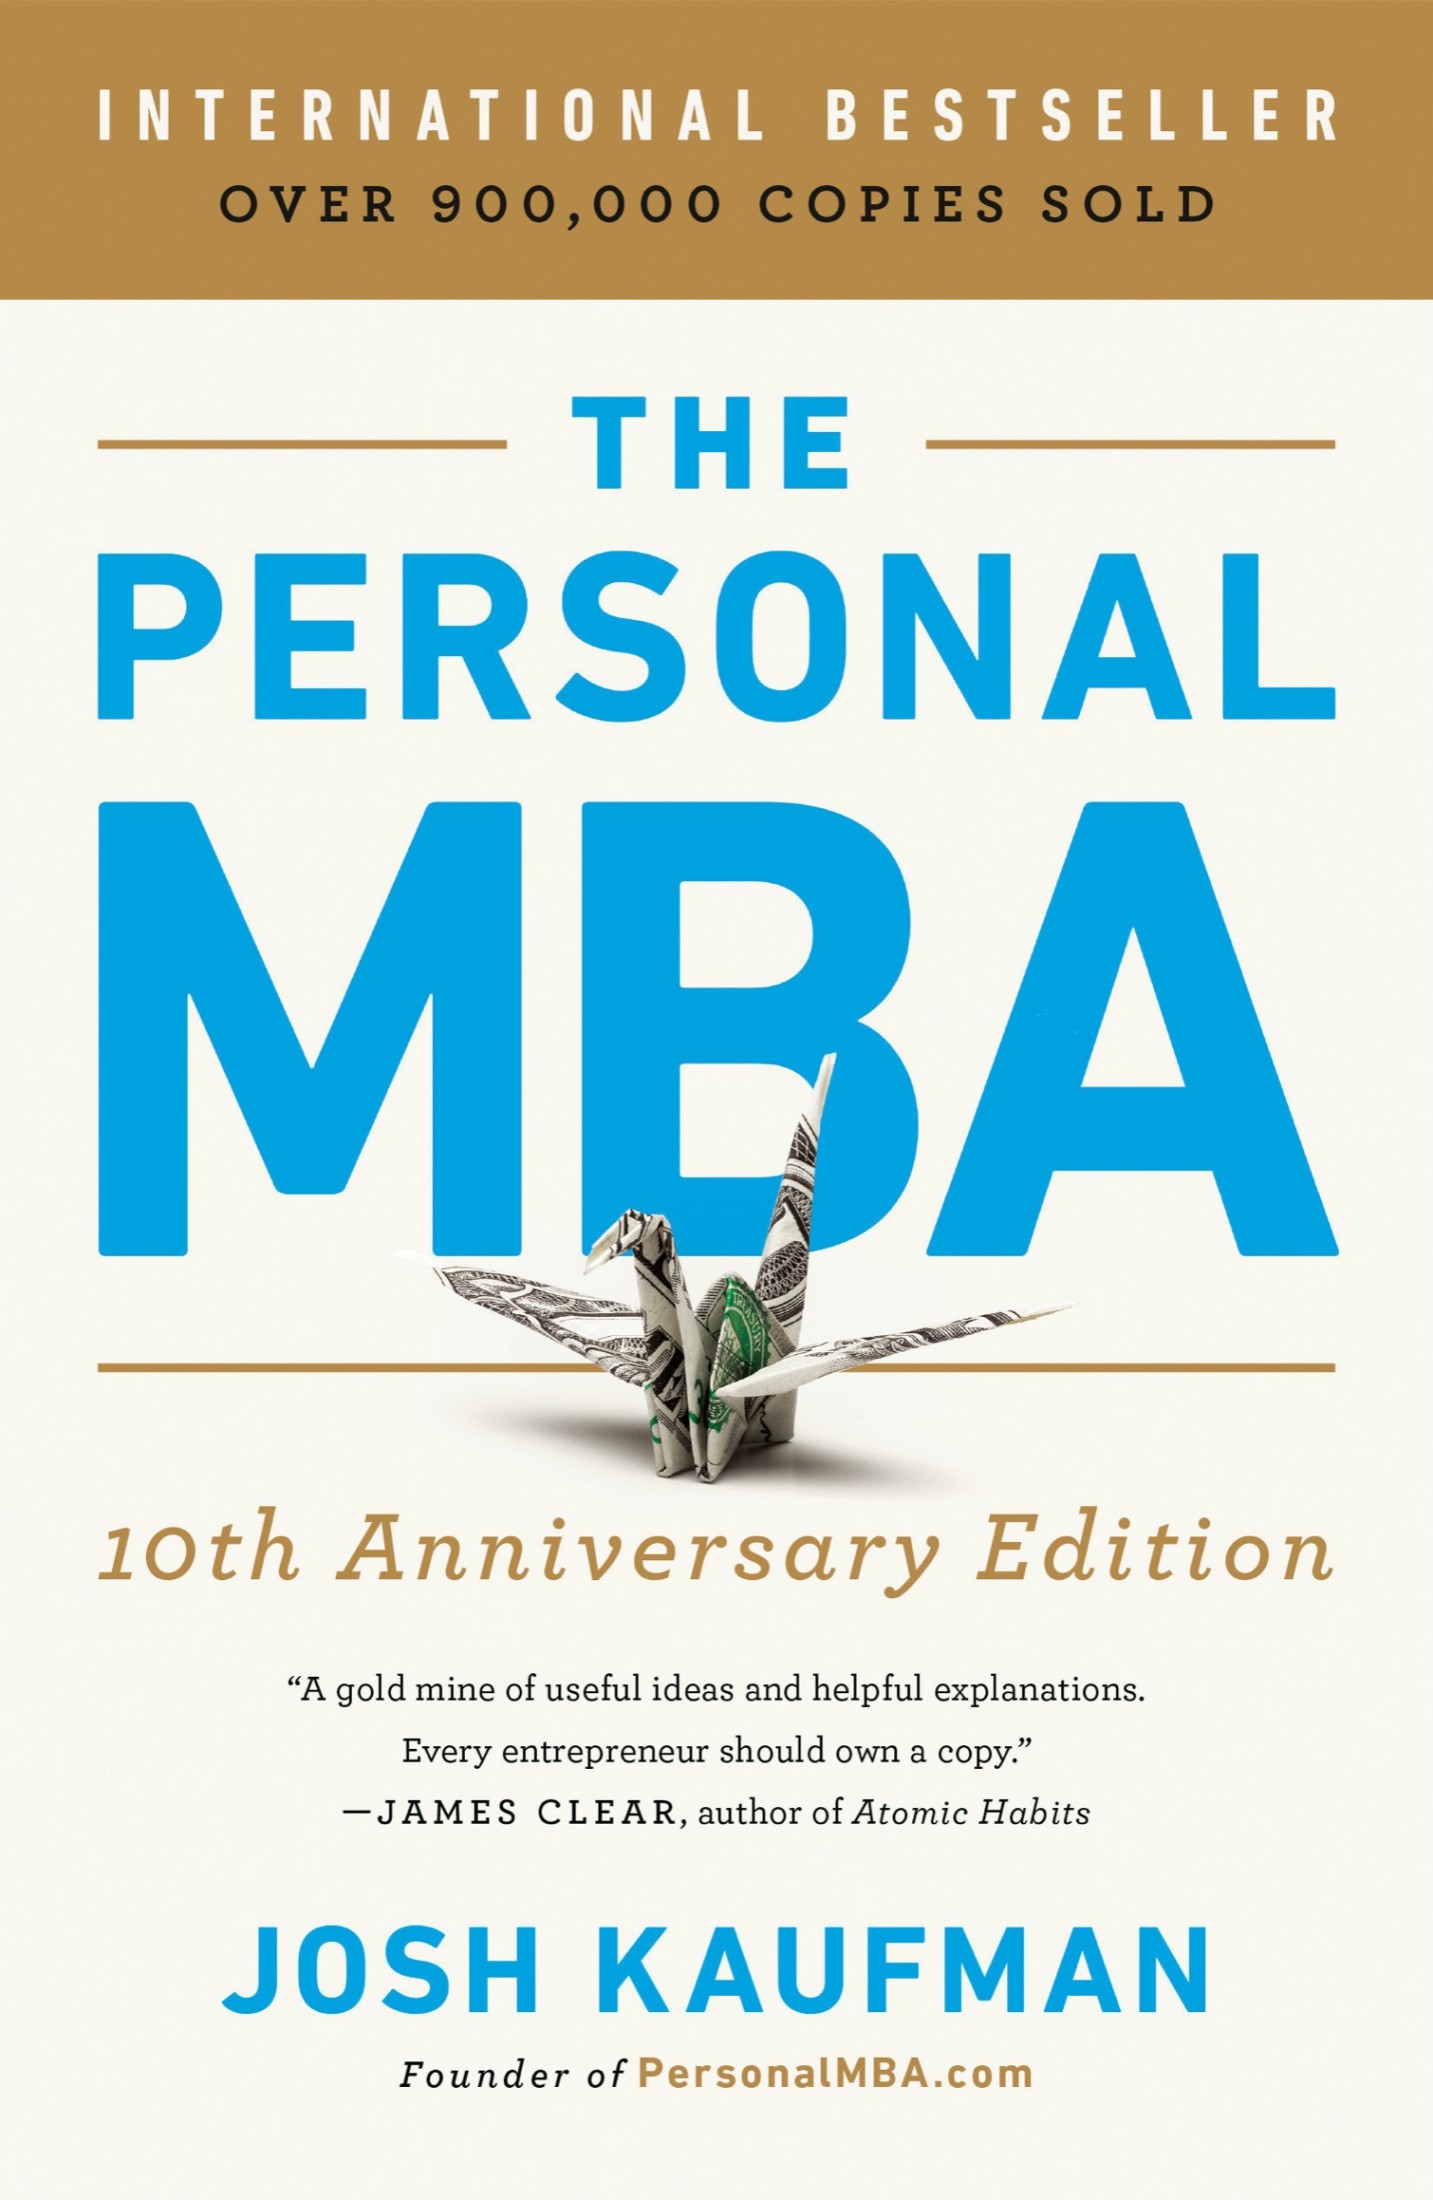 INTERNATIONAL BESTSELLER
OVER 900,000 COPIES SOLD
THE
PERSONAL
MBA
10th Anniversary Edition
“A gold mine of useful ideas and helpful explanations.
Every entrepreneur should own a copy.”
—JAMES CLEAR, author of Atomic Habits
JOSH KAUFMAN
Founder of PersonalMBA.com